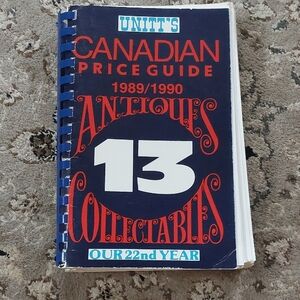 UNITT'S
CANADIAN
PRICE GUIDE
1989/1990
ANTIQUES
13
COLLECTABLES
OUR 22nd YEAR